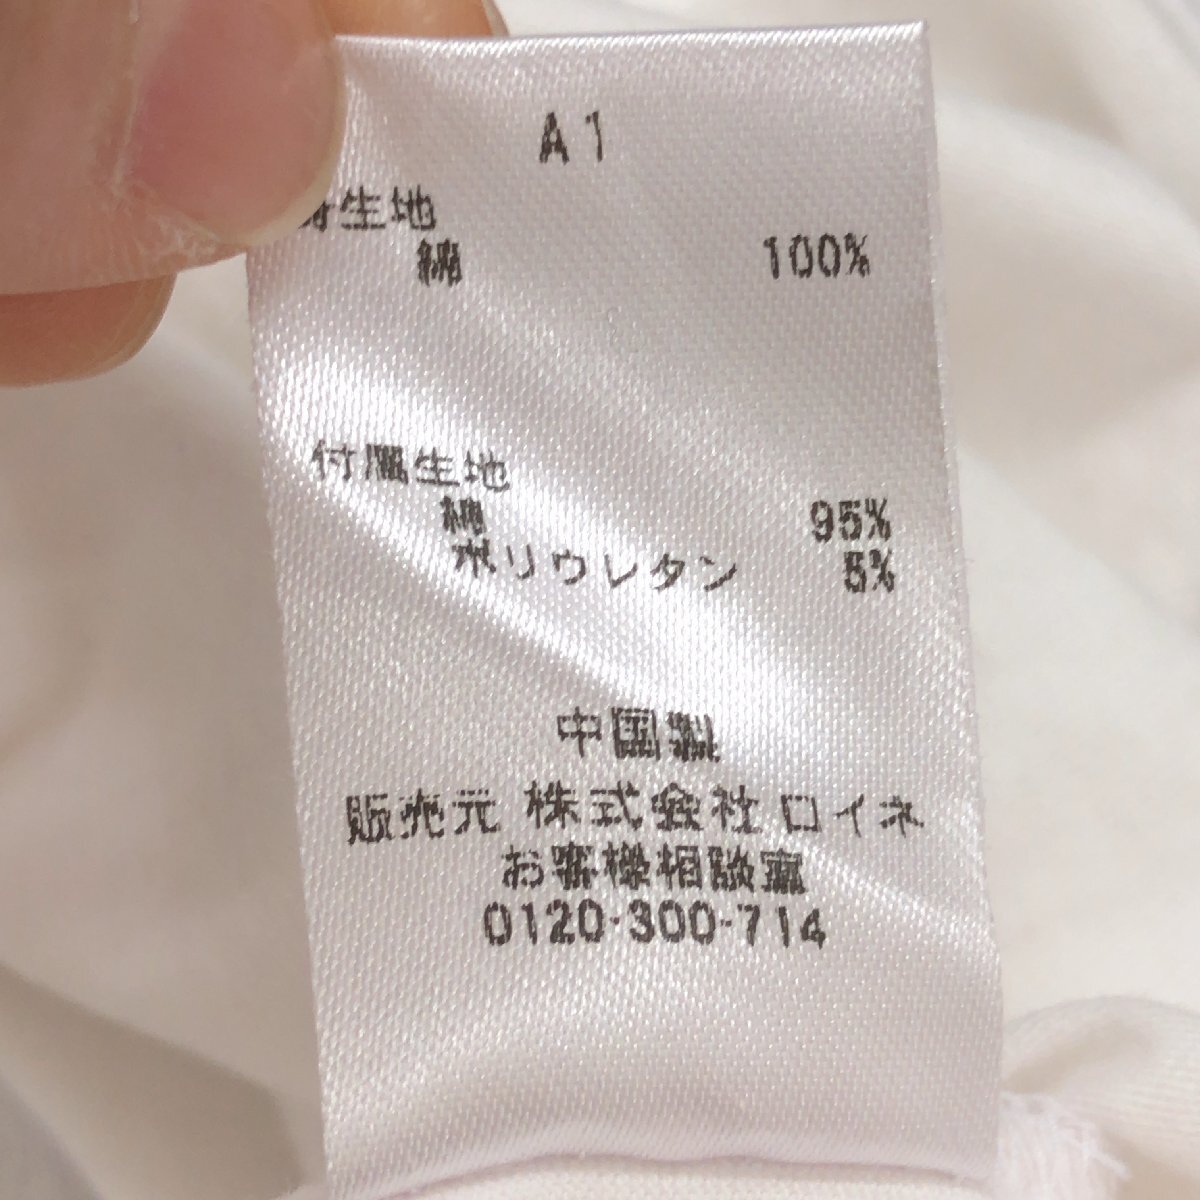 A1
身生地
綿 100%
付属生地
綿 95%
ポリウレタン 5%
中国製
販売元 株式会社ロイネ
お客様相談室
0120-300-714